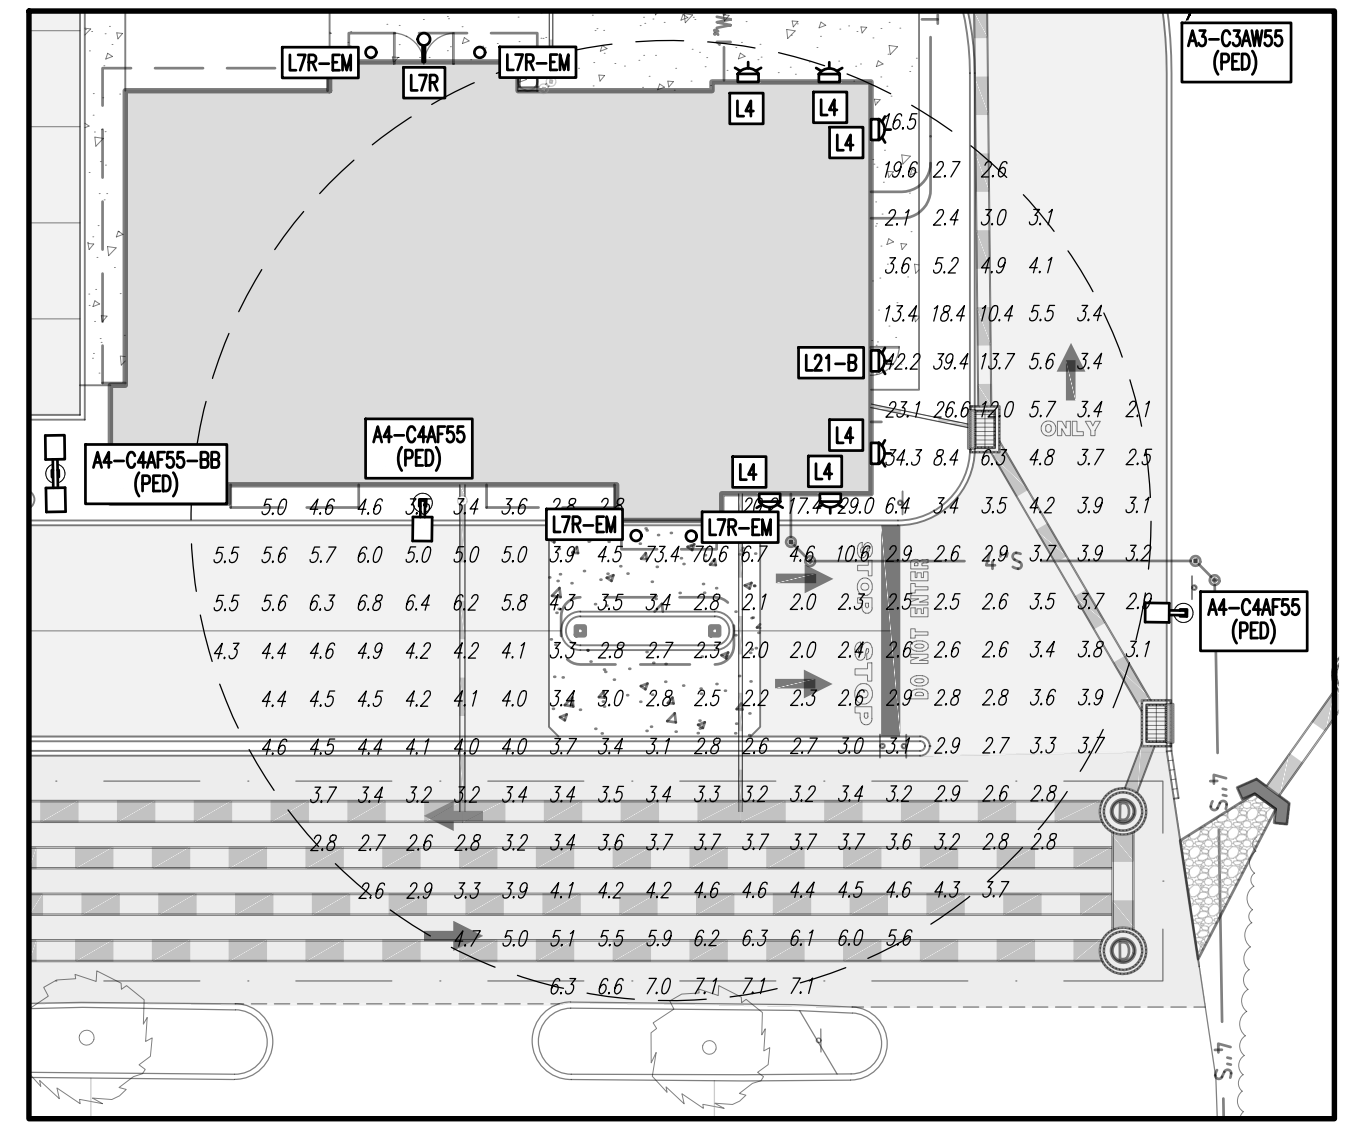 A3-C3AW55
(PED)
L7R-EM
L7R
L7R-EM
L4
L4
L4
16.5
19.6 2.7 2.6
2.1 2.4 3.0 3.1
3.6 5.2 4.9 4.1
13.4 18.4 10.4 5.5 3.4
L21-B
42.2 39.4 13.7 5.6 3.4
23.1 26.6 12.0 5.7 3.4 2.1
ONLY
A4-C4AF55-BB
(PED)
A4-C4AF55
(PED)
L4
L4
L4
34.3 8.4 6.3 4.8 3.7 2.5
5.0 4.6 4.6 3.4 3.6 2.8 2.8 17.4 29.0 6.4 3.4 3.5 4.2 3.9 3.1
L7R-EM
L7R-EM
5.5 5.6 5.7 6.0 5.0 5.0 5.0 3.9 4.5 73.4 70.6 6.7 4.6 10.6 2.9 2.6 2.9 3.7 3.9 3.2
4"S
5.5 5.6 6.3 6.8 6.4 6.2 5.8 4.3 3.5 3.4 2.8 2.1 2.0 2.3 2.5 2.5 2.6 3.5 3.7 2.9
STOP
DO NOT ENTER
A4-C4AF55
(PED)
4.3 4.4 4.6 4.9 4.2 4.2 4.1 3.3 2.8 2.7 2.3 2.0 2.0 2.4 2.6 2.6 2.6 3.4 3.8 3.1
STOP
4.4 4.5 4.5 4.2 4.1 4.0 3.4 3.0 2.8 2.5 2.2 2.3 2.6 2.9 2.8 2.8 3.6 3.9
4.6 4.5 4.4 4.1 4.0 4.0 3.7 3.4 3.1 2.8 2.6 2.7 3.0 3.1 2.9 2.7 3.3 3.7
3.7 3.4 3.2 3.2 3.4 3.4 3.5 3.4 3.3 3.2 3.2 3.4 3.2 2.9 2.6 2.8
4"S
D
2.8 2.7 2.6 2.8 3.2 3.4 3.6 3.7 3.7 3.7 3.7 3.7 3.6 3.2 2.8 2.8
2.6 2.9 3.3 3.9 4.1 4.2 4.2 4.6 4.6 4.4 4.5 4.6 4.3 3.7
4.7 5.0 5.1 5.5 5.9 6.2 6.3 6.1 6.0 5.6
D
6.3 6.6 7.0 7.1 7.1 7.1
4"S